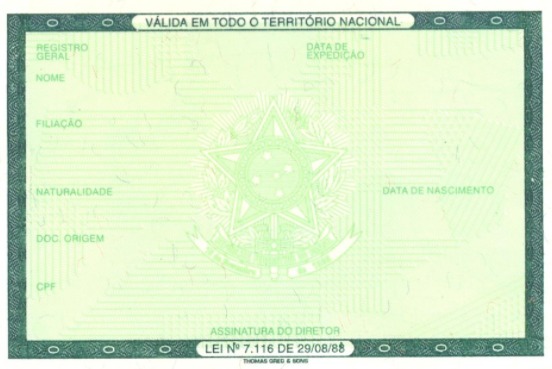 VÁLIDA EM TODO O TERRITÓRIO NACIONAL
REGISTRO
GERAL
DATA DE
EXPEDIÇÃO
NOME
FILIAÇÃO
NATURALIDADE
DATA DE NASCIMENTO
DOC. ORIGEM
CPF
ASSINATURA DO DIRETOR
LEI Nº 7.116 DE 29/08/83
THOMAS GREG & SONS